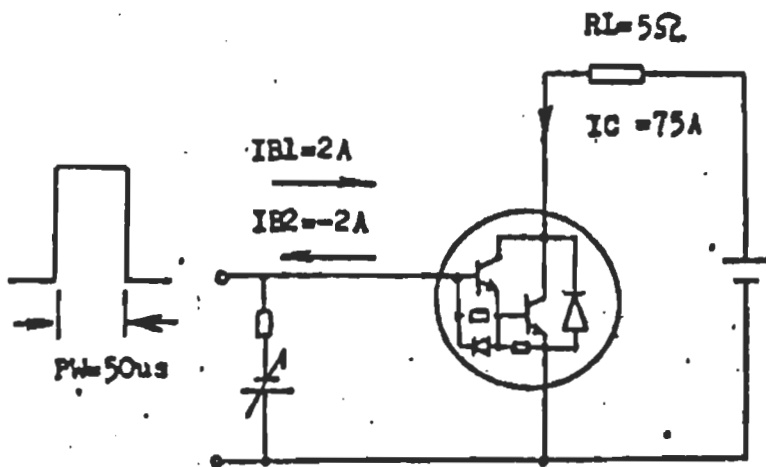 RL=5Ω
IC =75A
IB1=2A
IB2=-2A
PW=50us